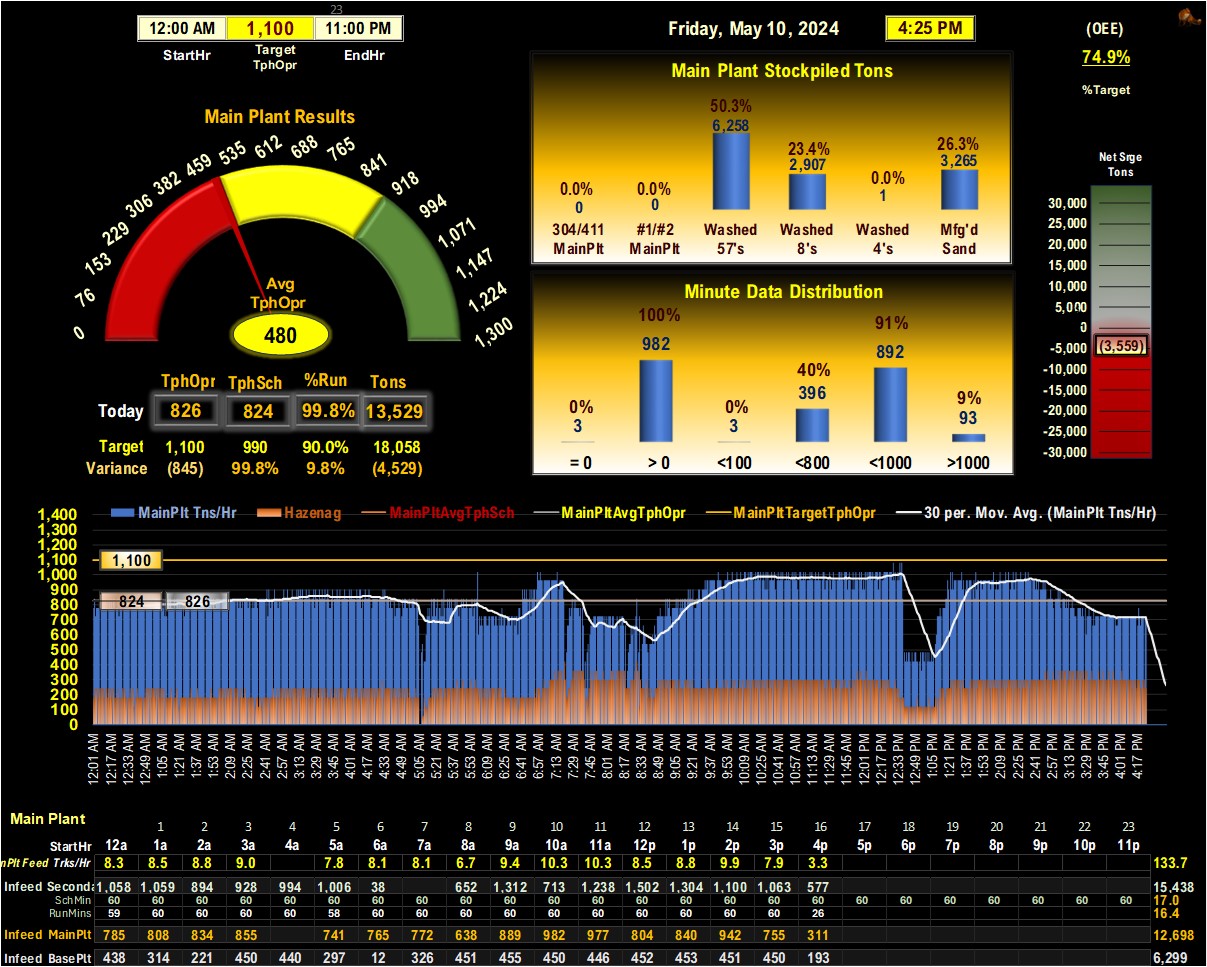 23
12:00 AM 1,100 11:00 PM
StartHr Target TphOpr EndHr
Friday, May 10, 2024 4:25 PM
(OEE)
74.9%
%Target
Main Plant Results
0 76 153 229 306 382 459 535 612 688 765 841 918 994 1,071 1,147 1,224 1,300
Avg
TphOpr
480
TphOpr TphSch %Run Tons
Today 826 824 99.8% 13,529
Target 1,100 990 90.0% 18,058
Variance (845) 99.8% 9.8% (4,529)
Main Plant Stockpiled Tons
0.0% 0.0% 50.3% 23.4% 0.0% 26.3%
0 0 6,258 2,907 1 3,265
304/411 #1/#2 Washed Washed Washed Mfg'd
MainPlt MainPlt 57's 8's 4's Sand
Minute Data Distribution
0% 100% 0% 40% 91% 9%
3 982 3 396 892 93
= 0 > 0 <100 <800 <1000 >1000
Net Srge
Tons
30,000
25,000
20,000
15,000
10,000
5,000
0
-5,000
(3,559)
-10,000
-15,000
-20,000
-25,000
-30,000
MainPlt Tns/Hr Hazenag MainPltAvgTphSch MainPltAvgTphOpr MainPltTargetTphOpr 30 per. Mov. Avg. (MainPlt Tns/Hr)
1,400
1,300
1,200
1,100
1,000
900
800
700
600
500
400
300
200
100
0
1,100
824 826
12:01 AM 12:17 AM 12:33 AM 12:49 AM 1:05 AM 1:21 AM 1:37 AM 1:53 AM 2:09 AM 2:25 AM 2:41 AM 2:57 AM 3:13 AM 3:29 AM 3:45 AM 4:01 AM 4:17 AM 4:33 AM 4:49 AM 5:05 AM 5:21 AM 5:37 AM 5:53 AM 6:09 AM 6:25 AM 6:41 AM 6:57 AM 7:13 AM 7:29 AM 7:45 AM 8:01 AM 8:17 AM 8:33 AM 8:49 AM 9:05 AM 9:21 AM 9:37 AM 9:53 AM 10:09 AM 10:25 AM 10:41 AM 10:57 AM 11:13 AM 11:29 AM 11:45 AM 12:01 PM 12:17 PM 12:33 PM 12:49 PM 1:05 PM 1:21 PM 1:37 PM 1:53 PM 2:09 PM 2:25 PM 2:41 PM 2:57 PM 3:13 PM 3:29 PM 3:45 PM 4:01 PM 4:17 PM
Main Plant
1 2 3 4 5 6 7 8 9 10 11 12 13 14 15 16 17 18 19 20 21 22 23
StartHr 12a 1a 2a 3a 4a 5a 6a 7a 8a 9a 10a 11a 12p 1p 2p 3p 4p 5p 6p 7p 8p 9p 10p 11p
nPlt Feed Trks/Hr 8.3 8.5 8.8 9.0 7.8 8.1 8.1 6.7 9.4 10.3 10.3 8.5 8.8 9.9 7.9 3.3 133.7
Infeed Seconda 1,058 1,059 894 928 994 1,006 38 652 1,312 713 1,238 1,502 1,304 1,100 1,063 577 15,438
SchMin 60 60 60 60 60 60 60 60 60 60 60 60 60 60 60 60 60 60 60 60 60 60 60 60 17.0
RunMins 59 60 60 60 60 58 60 60 60 60 60 60 60 60 60 60 26 16.4
Infeed MainPlt 785 808 834 855 741 765 772 638 889 982 977 804 840 942 755 311 12,698
Infeed BasePlt 438 314 221 450 440 297 12 326 451 455 450 446 452 453 451 450 193 6,299